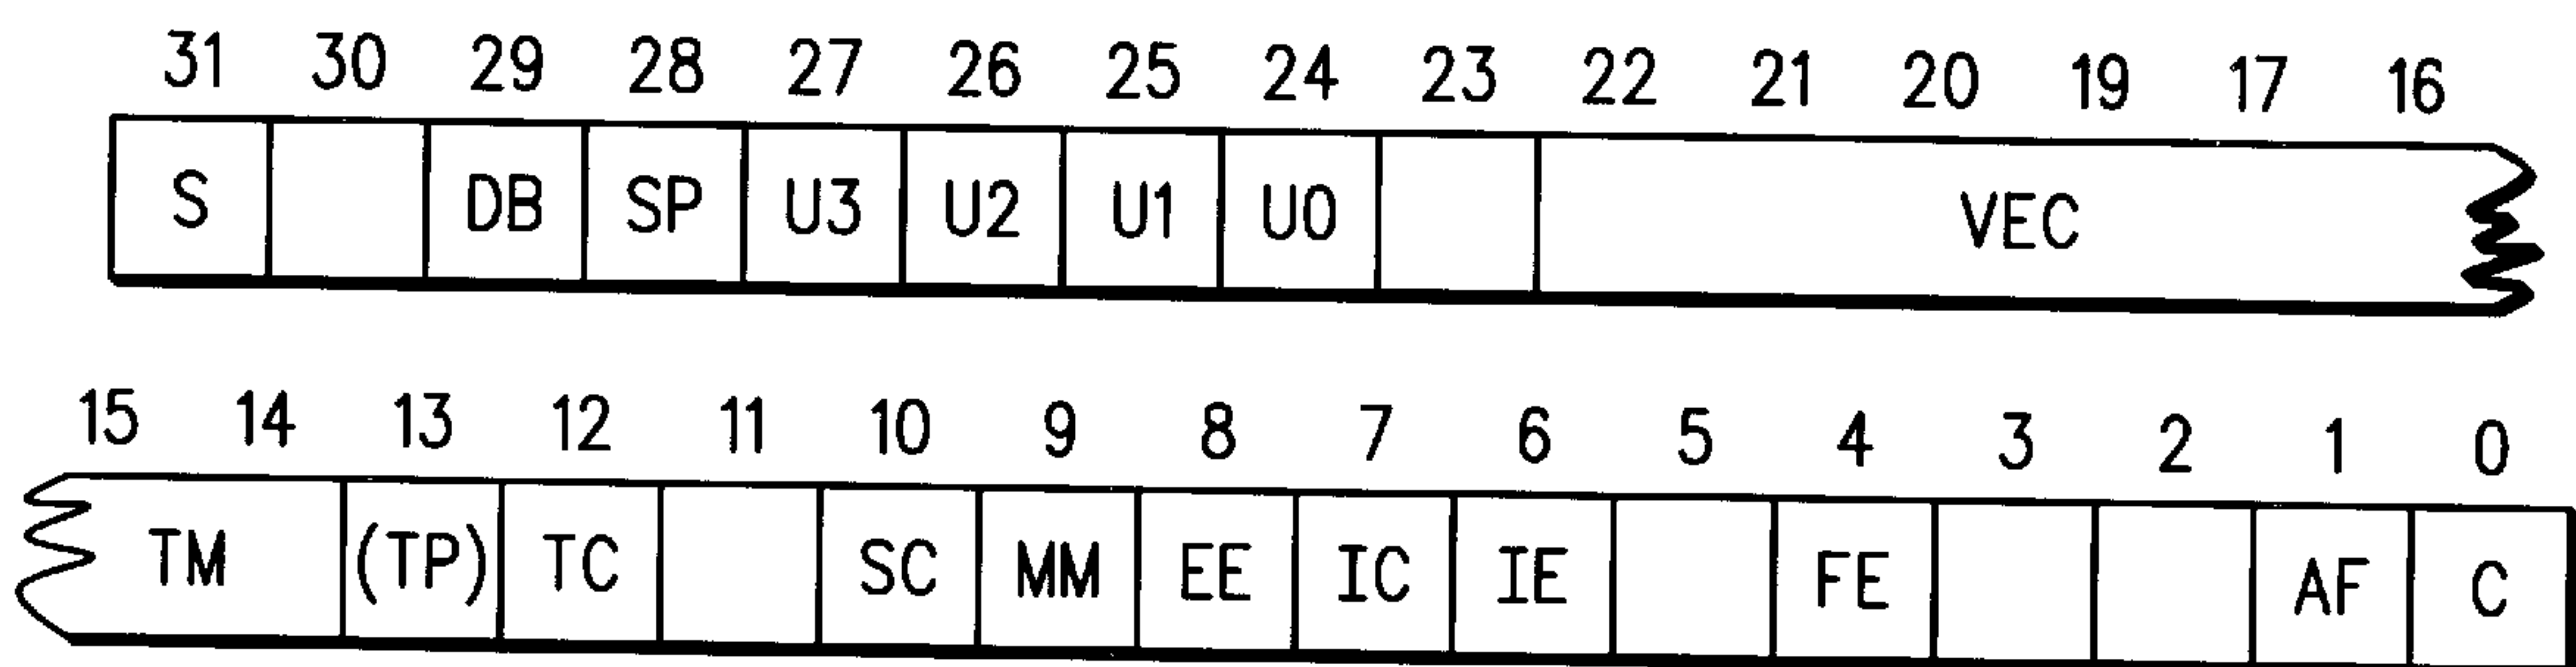 31 30 29 28 27 26 25 24 23 22 21 20 19 17 16
S DB SP U3 U2 U1 U0 VEC
15 14 13 12 11 10 9 8 7 6 5 4 3 2 1 0
TM (TP) TC SC MM EE IC IE FE AF C